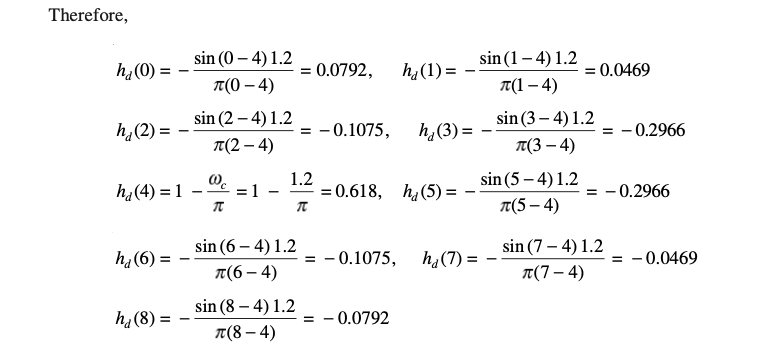 Therefore,
h_d(0) = − sin (0 – 4) 1.2 / π(0 – 4) = 0.0792, h_d(1) = − sin (1 – 4) 1.2 / π(1 – 4) = 0.0469
h_d(2) = − sin (2 – 4) 1.2 / π(2 – 4) = – 0.1075, h_d(3) = − sin (3 – 4) 1.2 / π(3 – 4) = – 0.2966
h_d(4) = 1 − ω_c / π = 1 − 1.2 / π = 0.618, h_d(5) = − sin (5 – 4) 1.2 / π(5 – 4) = – 0.2966
h_d(6) = − sin (6 – 4) 1.2 / π(6 – 4) = – 0.1075, h_d(7) = − sin (7 – 4) 1.2 / π(7 – 4) = – 0.0469
h_d(8) = − sin (8 – 4) 1.2 / π(8 – 4) = – 0.0792